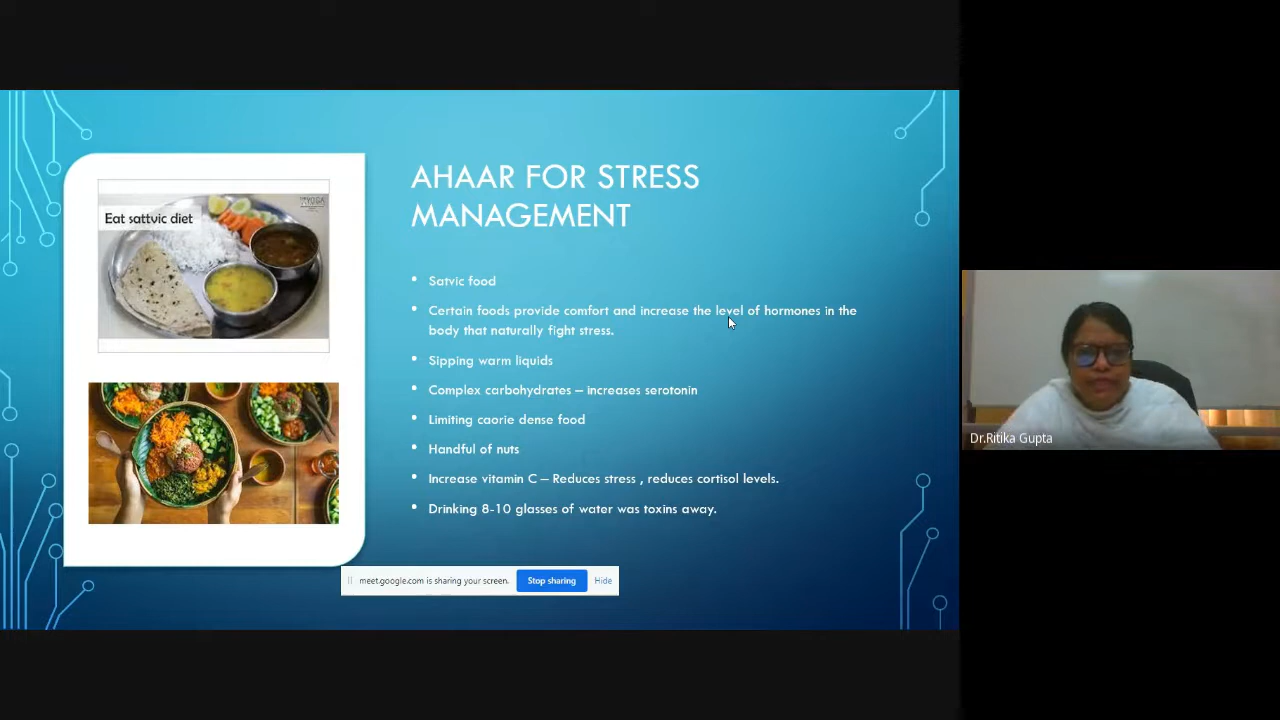 Eat sattvic diet
AHAAR FOR STRESS
MANAGEMENT
• Satvic food
• Certain foods provide comfort and increase the level of hormones in the
body that naturally fight stress.
• Sipping warm liquids
• Complex carbohydrates – increases serotonin
• Limiting caorie dense food
• Handful of nuts
• Increase vitamin C – Reduces stress , reduces cortisol levels.
• Drinking 8-10 glasses of water was toxins away.
meet.google.com is sharing your screen.
Stop sharing
Hide
Dr.Ritika Gupta